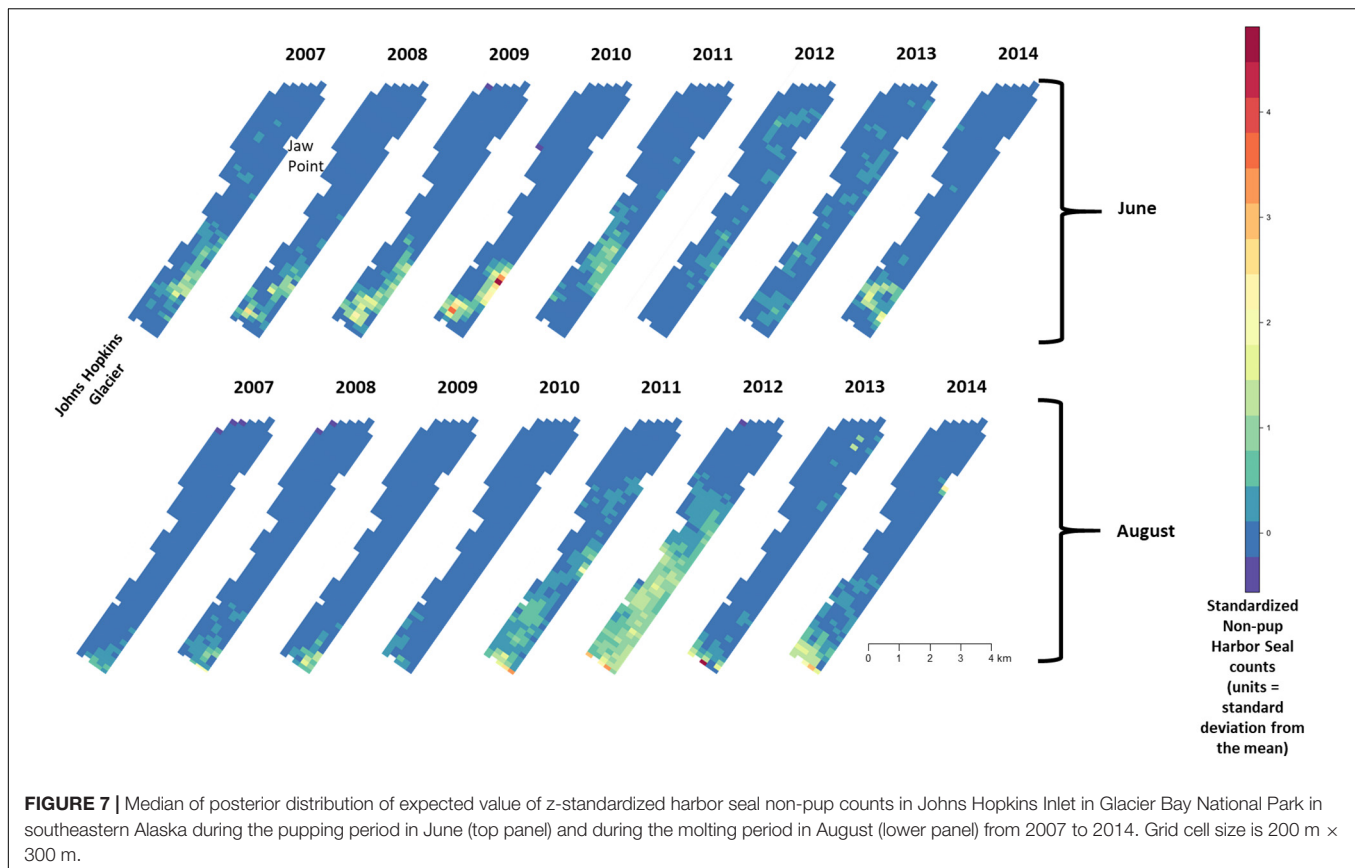 2007 2008 2009 2010 2011 2012 2013 2014
Jaw
Point
June
Johns Hopkins
Glacier
2007 2008 2009 2010 2011 2012 2013 2014
August
0 1 2 3 4 km
4
3
2
1
0
Standardized
Non-pup
Harbor Seal
counts
(units =
standard
deviation from
the mean)
FIGURE 7 | Median of posterior distribution of expected value of z-standardized harbor seal non-pup counts in Johns Hopkins Inlet in Glacier Bay National Park in
southeastern Alaska during the pupping period in June (top panel) and during the molting period in August (lower panel) from 2007 to 2014. Grid cell size is 200 m ×
300 m.